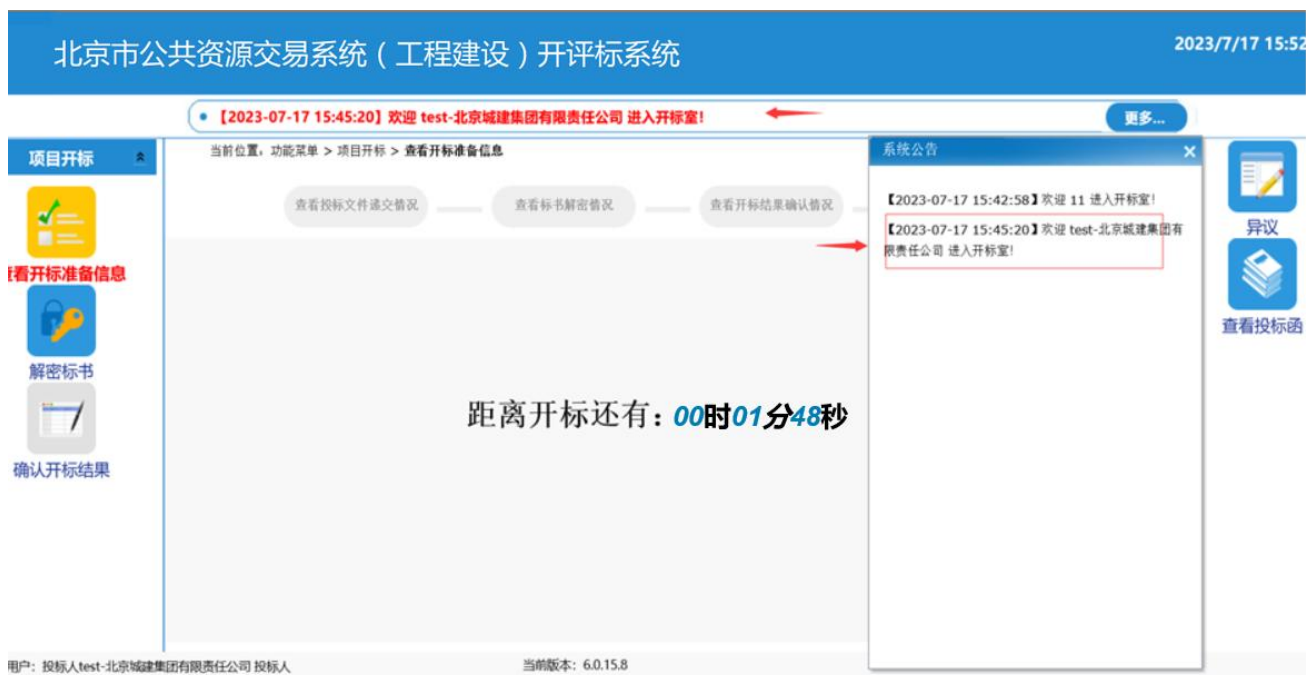 北京市公共资源交易系统（工程建设）开评标系统
2023/7/17 15:52
【2023-07-17 15:45:20】欢迎 test-北京城建集团有限责任公司 进入开标室!
更多...
项目开标
当前位置：功能菜单 > 项目开标 > 查看开标准备信息
系统公告
查看投标文件递交情况
查看标书解密情况
查看开标结果确认情况
【2023-07-17 15:42:58】欢迎 11 进入开标室!
【2023-07-17 15:45:20】欢迎 test-北京城建集团有
限责任公司 进入开标室!
异议
查看开标准备信息
查看投标函
解密标书
距离开标还有：00时01分48秒
确认开标结果
用户：投标人test-北京城建集团有限责任公司 投标人
当前版本：6.0.15.8